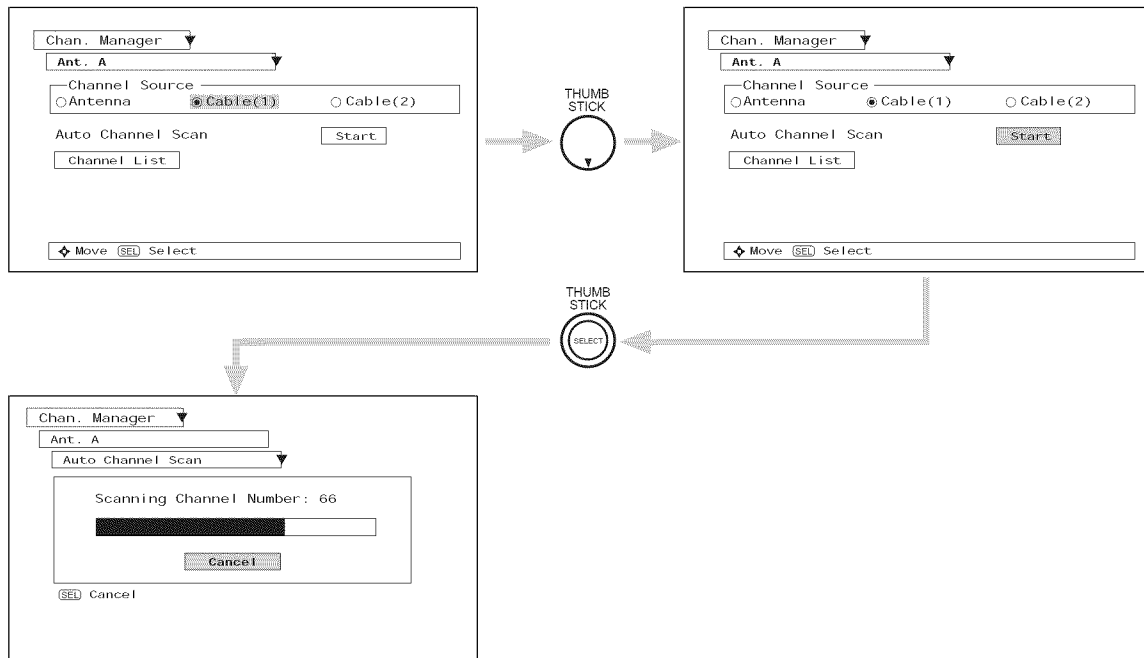 Chan. Manager
Ant. A
Channel Source
Antenna Cable(1) Cable(2)
Auto Channel Scan Start
Channel List
Move SEL Select
THUMB
STICK
Chan. Manager
Ant. A
Channel Source
Antenna Cable(1) Cable(2)
Auto Channel Scan Start
Channel List
Move SEL Select
THUMB
STICK
SELECT
Chan. Manager
Ant. A
Auto Channel Scan
Scanning Channel Number: 66
Cancel
SEL Cancel